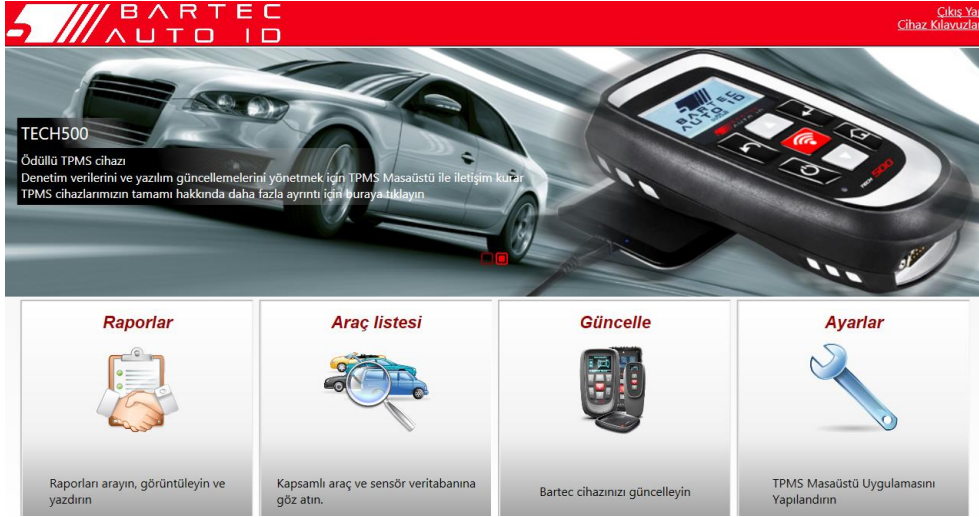 BARTEC
AUTO ID
Çıkış Yap
Cihaz Kılavuzları
TECH500
Ödüllü TPMS cihazı
Denetim verilerini ve yazılım güncellemelerini yönetmek için TPMS Masaüstü ile iletişim kurar
TPMS cihazlarımızın tamamı hakkında daha fazla ayrıntı için buraya tıklayın
BARTEC
AUTO ID
Raporlar
Araç listesi
Güncelle
Ayarlar
Raporları arayın, görüntüleyin ve
yazdırın
Kapsamlı araç ve sensör veritabanına
göz atın.
Bartec cihazınızı güncelleyin
TPMS Masaüstü Uygulamasını
Yapılandırın